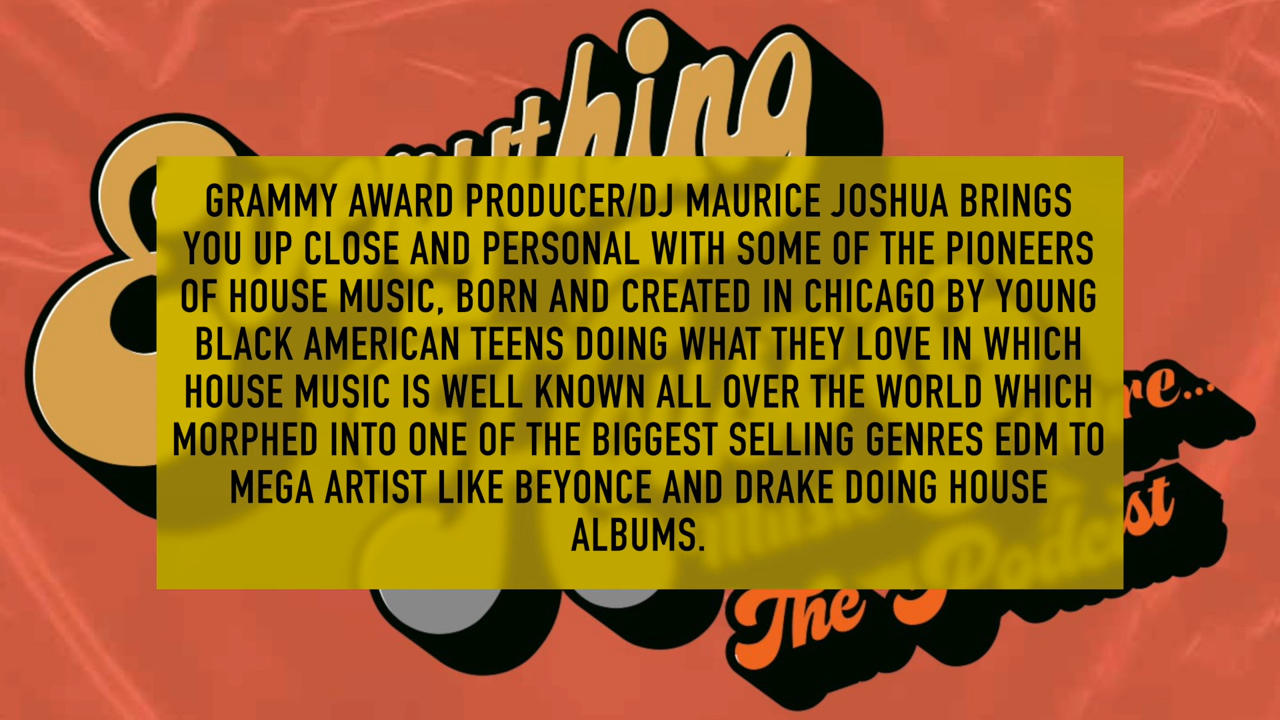 GRAMMY AWARD PRODUCER/DJ MAURICE JOSHUA BRINGS
YOU UP CLOSE AND PERSONAL WITH SOME OF THE PIONEERS
OF HOUSE MUSIC, BORN AND CREATED IN CHICAGO BY YOUNG
BLACK AMERICAN TEENS DOING WHAT THEY LOVE IN WHICH
HOUSE MUSIC IS WELL KNOWN ALL OVER THE WORLD WHICH
MORPHED INTO ONE OF THE BIGGEST SELLING GENRES EDM TO
MEGA ARTIST LIKE BEYONCE AND DRAKE DOING HOUSE
ALBUMS.
Music
The Podcast